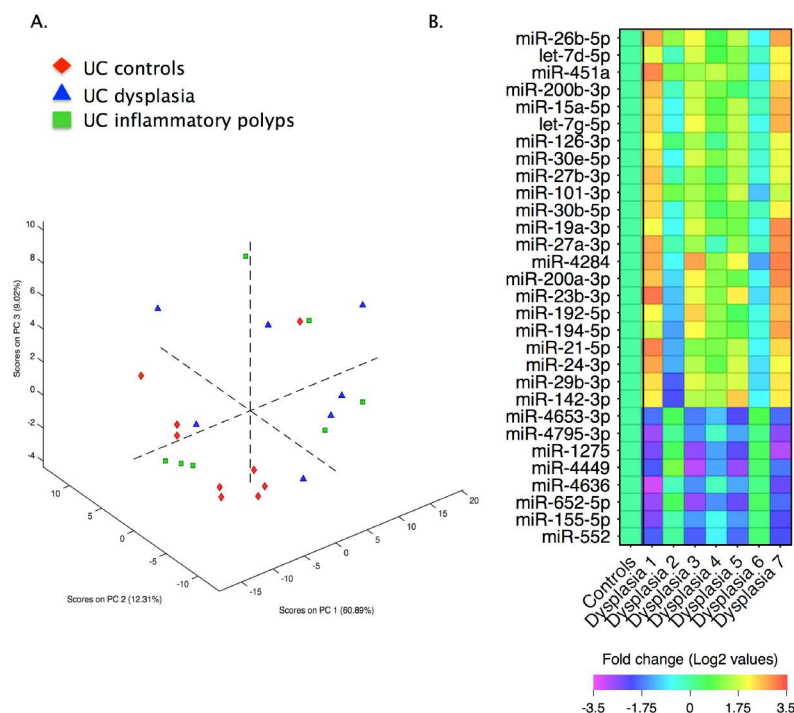 A.
UC controls
UC dysplasia
UC inflammatory polyps
10
8
6
4
2
0
-2
-4
Scores on PC 3 (9.02%)
10
5
0
-5
-10
Scores on PC 2 (12.31%)
-15
-10
-5
0
5
10
15
20
Scores on PC 1 (60.89%)
B.
miR-26b-5p
let-7d-5p
miR-451a
miR-200b-3p
miR-15a-5p
let-7g-5p
miR-126-3p
miR-30e-5p
miR-27b-3p
miR-101-3p
miR-30b-5p
miR-19a-3p
miR-27a-3p
miR-4284
miR-200a-3p
miR-23b-3p
miR-192-5p
miR-194-5p
miR-21-5p
miR-24-3p
miR-29b-3p
miR-142-3p
miR-4653-3p
miR-4795-3p
miR-1275
miR-4449
miR-4636
miR-652-5p
miR-155-5p
miR-552
Controls
Dysplasia 1
Dysplasia 2
Dysplasia 3
Dysplasia 4
Dysplasia 5
Dysplasia 6
Dysplasia 7
Fold change (Log2 values)
-3.5 -1.75 0 1.75 3.5